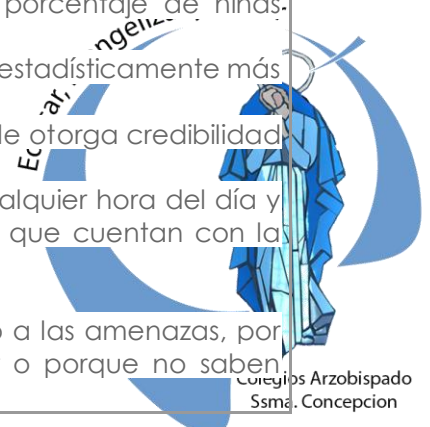 porcentaje de niñas
estadísticamente más
le otorga credibilidad
alquier hora del día y
que cuentan con la
a las amenazas, por
o porque no saben
Colegios Arzobispado
Ssma. Concepcion